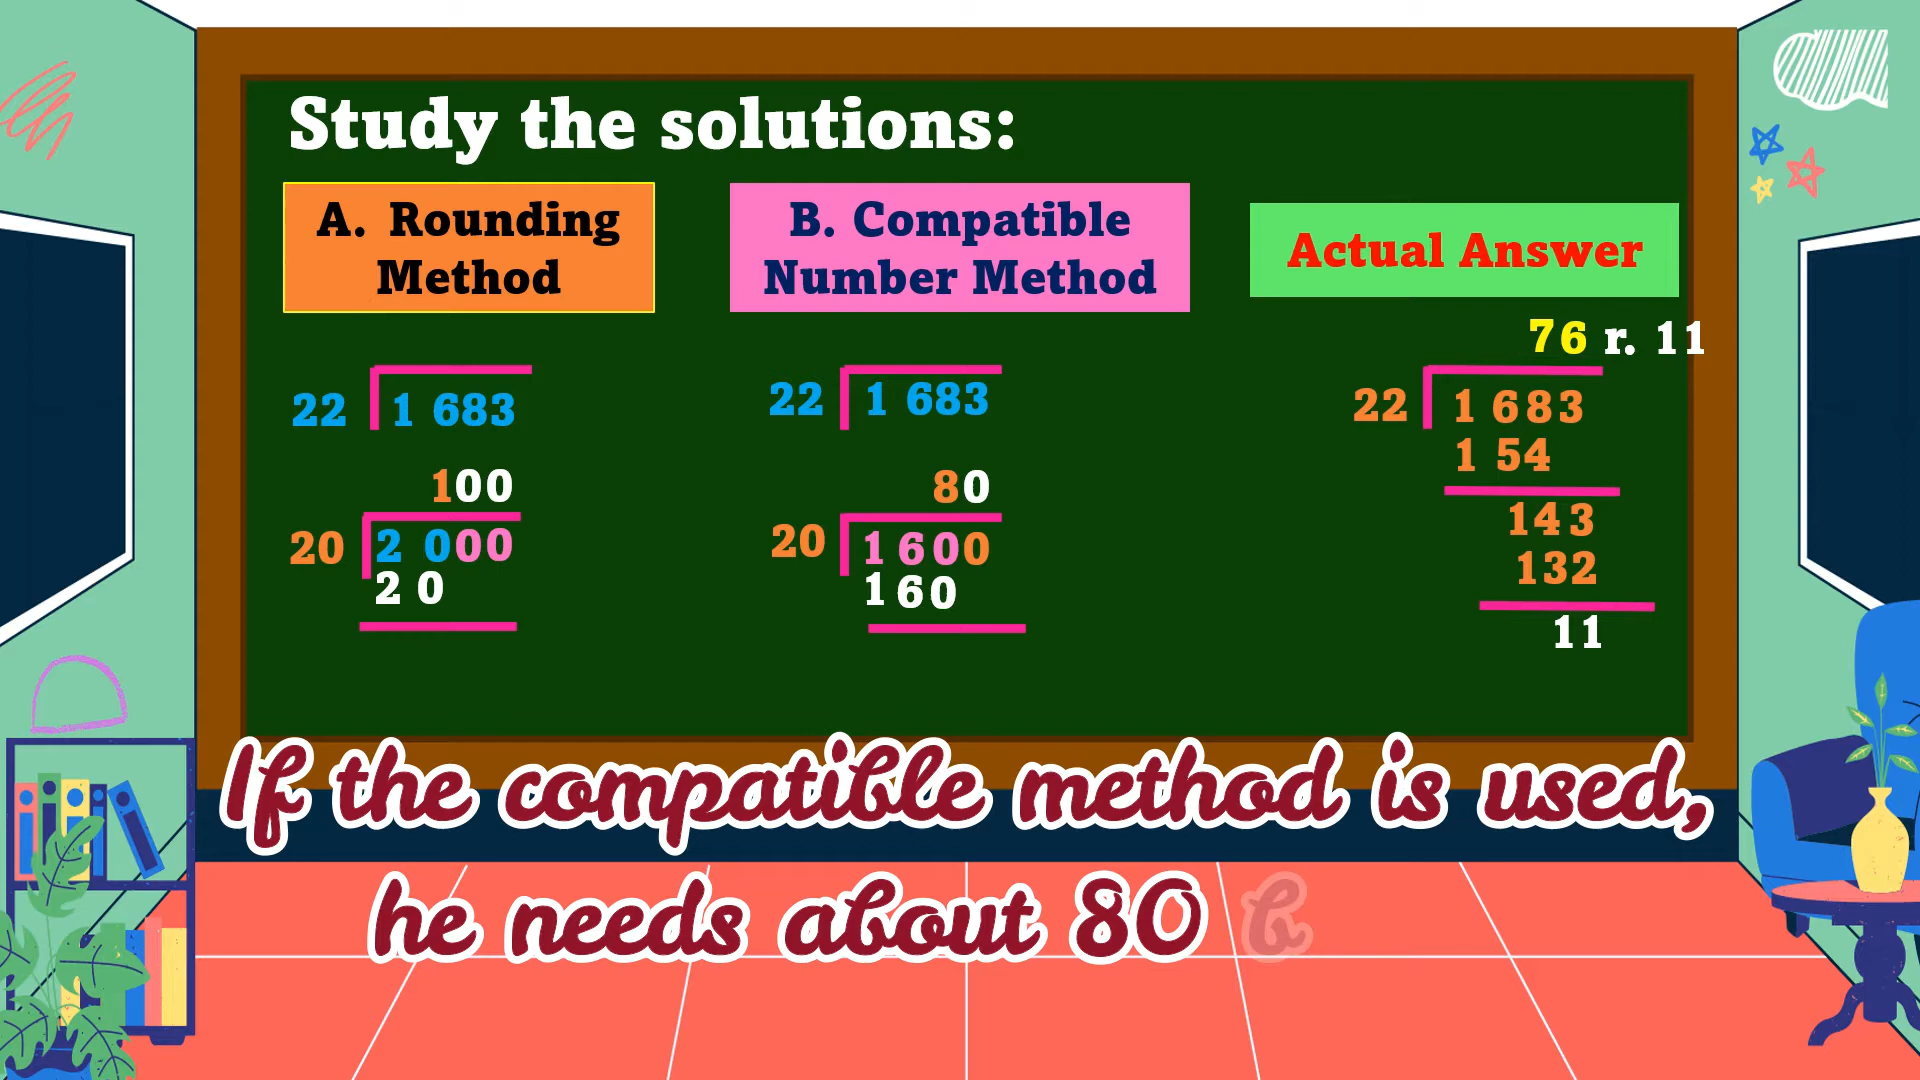 Study the solutions:
A. Rounding
Method
B. Compatible
Number Method
Actual Answer
22 1 683
100
20 2 000
2 0
22 1 683
80
20 1 600
1 60
76 r. 11
22 1 683
1 54
143
132
11
If the compatible method is used,
he needs about 80 b